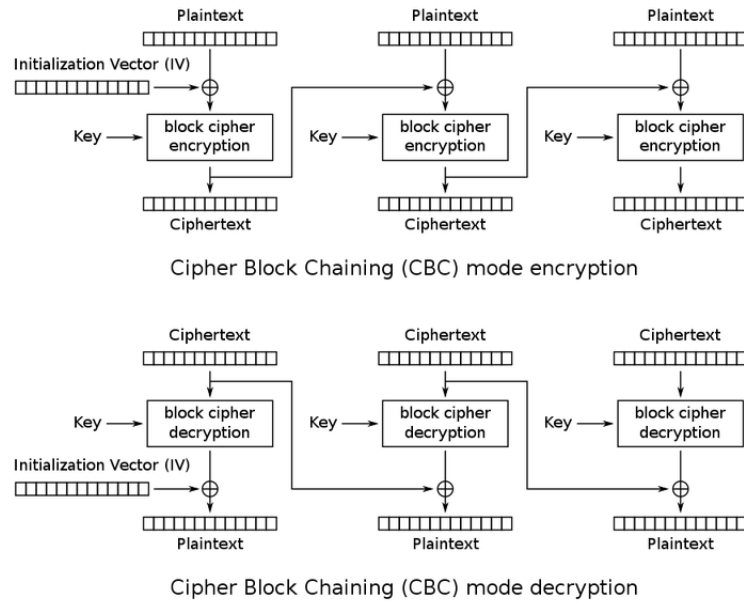 Plaintext Plaintext Plaintext
Initialization Vector (IV)
Key block cipher encryption Key block cipher encryption Key block cipher encryption
Ciphertext Ciphertext Ciphertext
Cipher Block Chaining (CBC) mode encryption
Ciphertext Ciphertext Ciphertext
Key block cipher decryption Key block cipher decryption Key block cipher decryption
Initialization Vector (IV)
Plaintext Plaintext Plaintext
Cipher Block Chaining (CBC) mode decryption